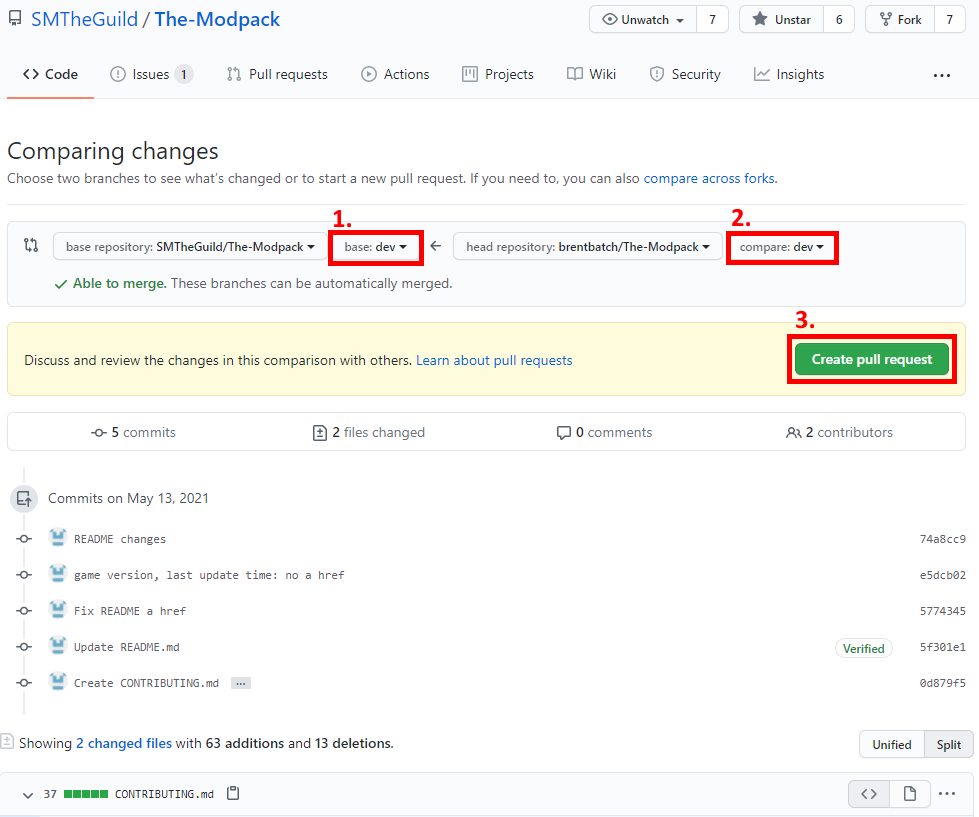 SMTheGuild / The-Modpack
Unwatch 7 Unstar 6 Fork 7
Code Issues 1 Pull requests Actions Projects Wiki Security Insights ...
Comparing changes
Choose two branches to see what's changed or to start a new pull request. If you need to, you can also compare across forks.
1. 2.
base repository: SMTheGuild/The-Modpack base: dev ← head repository: brentbatch/The-Modpack compare: dev
✓ Able to merge. These branches can be automatically merged.
3.
Discuss and review the changes in this comparison with others. Learn about pull requests Create pull request
5 commits 2 files changed 0 comments 2 contributors
Commits on May 13, 2021
README changes 74a8cc9
game version, last update time: no a href e5dcb02
Fix README a href 5774345
Update README.md Verified 5f301e1
Create CONTRIBUTING.md ... 0d879f5
Showing 2 changed files with 63 additions and 13 deletions. Unified Split
37 CONTRIBUTING.md <> ...